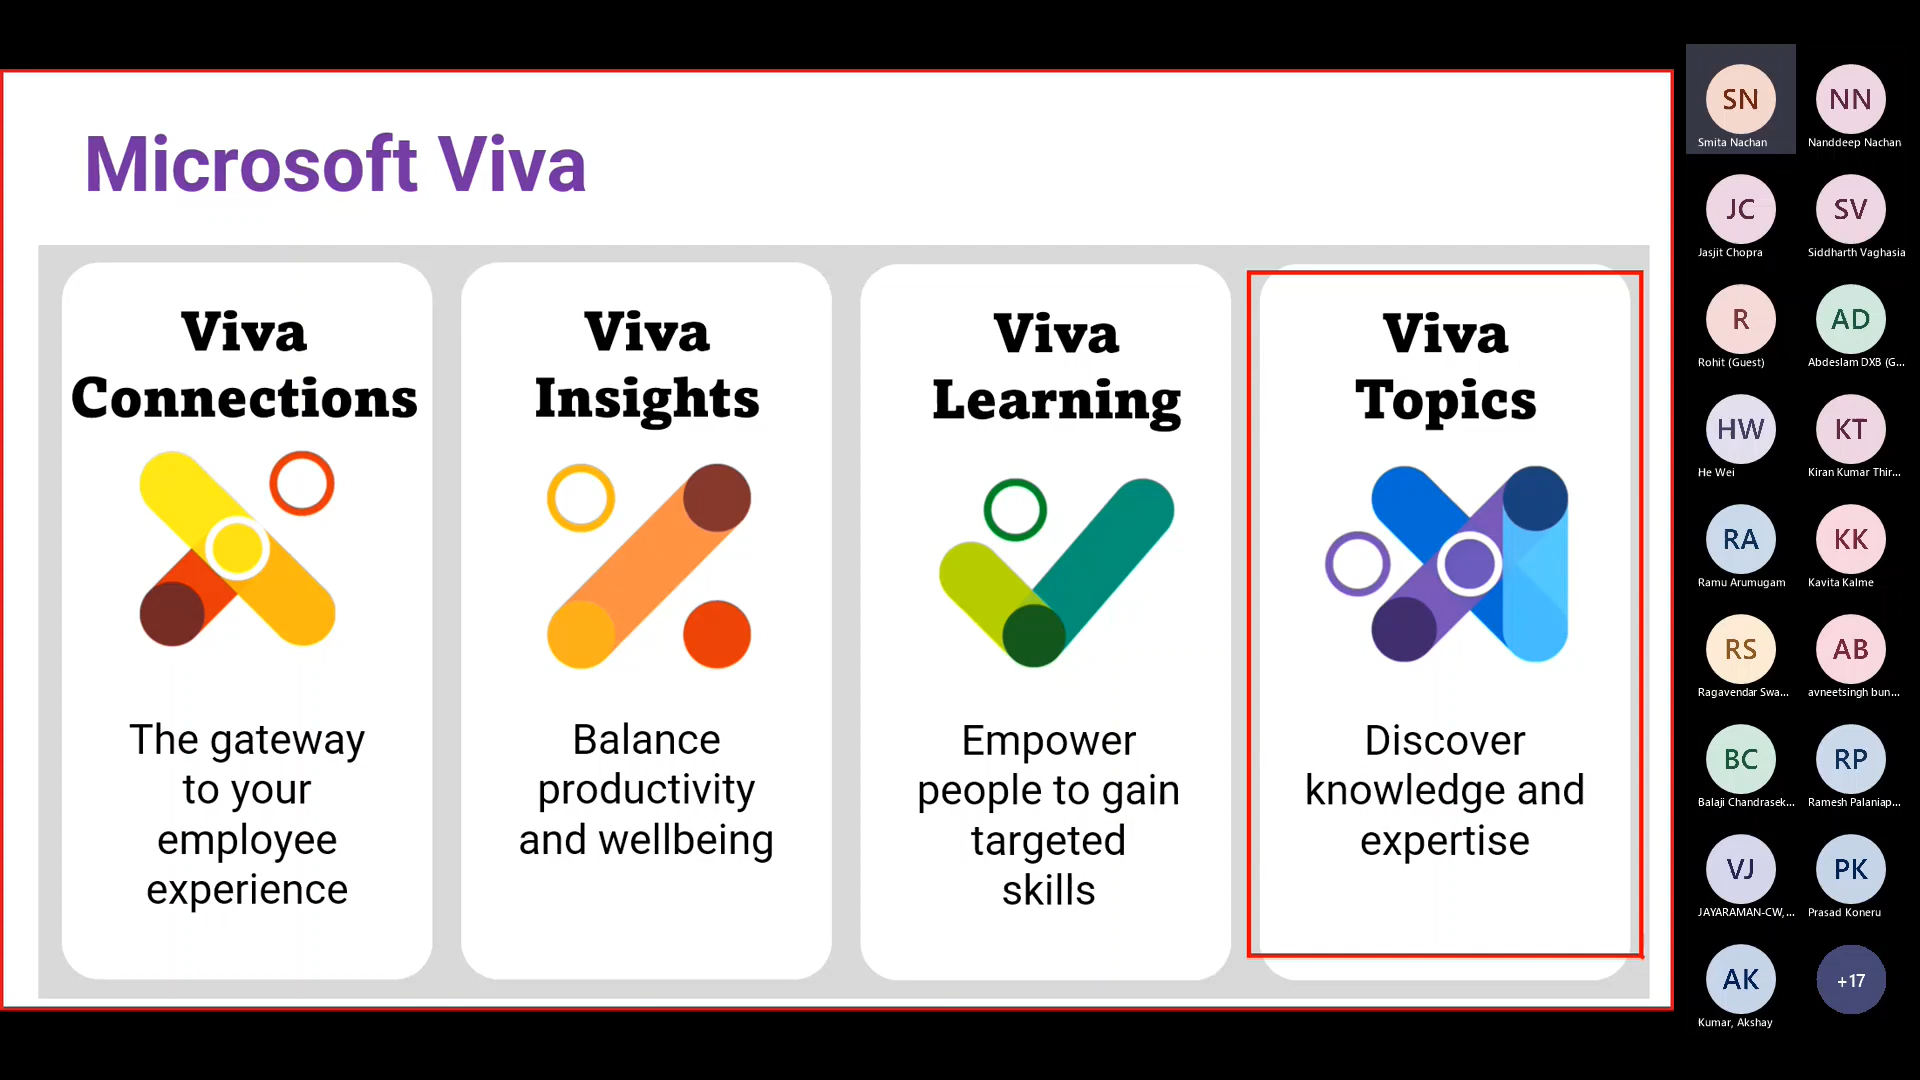 Microsoft Viva
Viva
Connections
The gateway
to your
employee
experience
Viva
Insights
Balance
productivity
and wellbeing
Viva
Learning
Empower
people to gain
targeted
skills
Viva
Topics
Discover
knowledge and
expertise
SN
Smita Nachan
NN
Nanddeep Nachan
JC
Jasjit Chopra
SV
Siddharth Vaghasia
R
Rohit (Guest)
AD
Abdeslam DXB (G...
HW
He Wei
KT
Kiran Kumar Thir...
RA
Ramu Arumugam
KK
Kavita Kalme
RS
Ragavendar Swa...
AB
avneetsingh bun...
BC
Balaji Chandrasek...
RP
Ramesh Palaniap...
VJ
JAYARAMAN-CW, ...
PK
Prasad Koneru
AK
Kumar, Akshay
+17